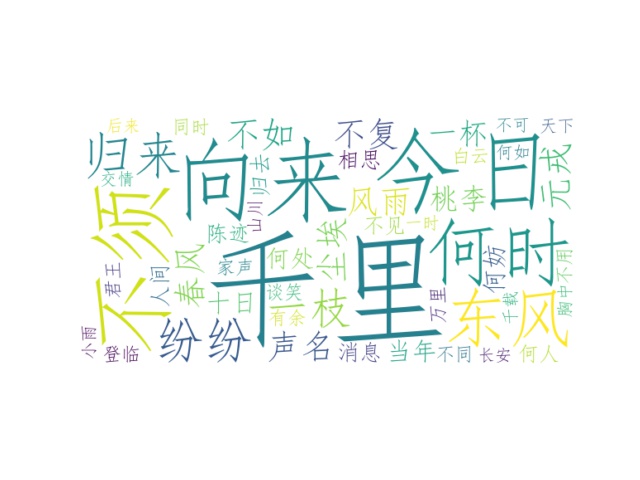 后来
同时
不如
不复
一杯
不可
天下
归来
向来
今日
相思
白云
何如
元戎
交情
归去
不须
风雨
桃李
山川
陈迹
不见
一时
尘埃
千里
何时
何妨
君王
人间
春风
家声
何处
胸中
不用
十日
谈笑
一枝
万里
东风
千载
有余
小雨
登临
纷纷
声名
消息
当年
不同
长安
何人